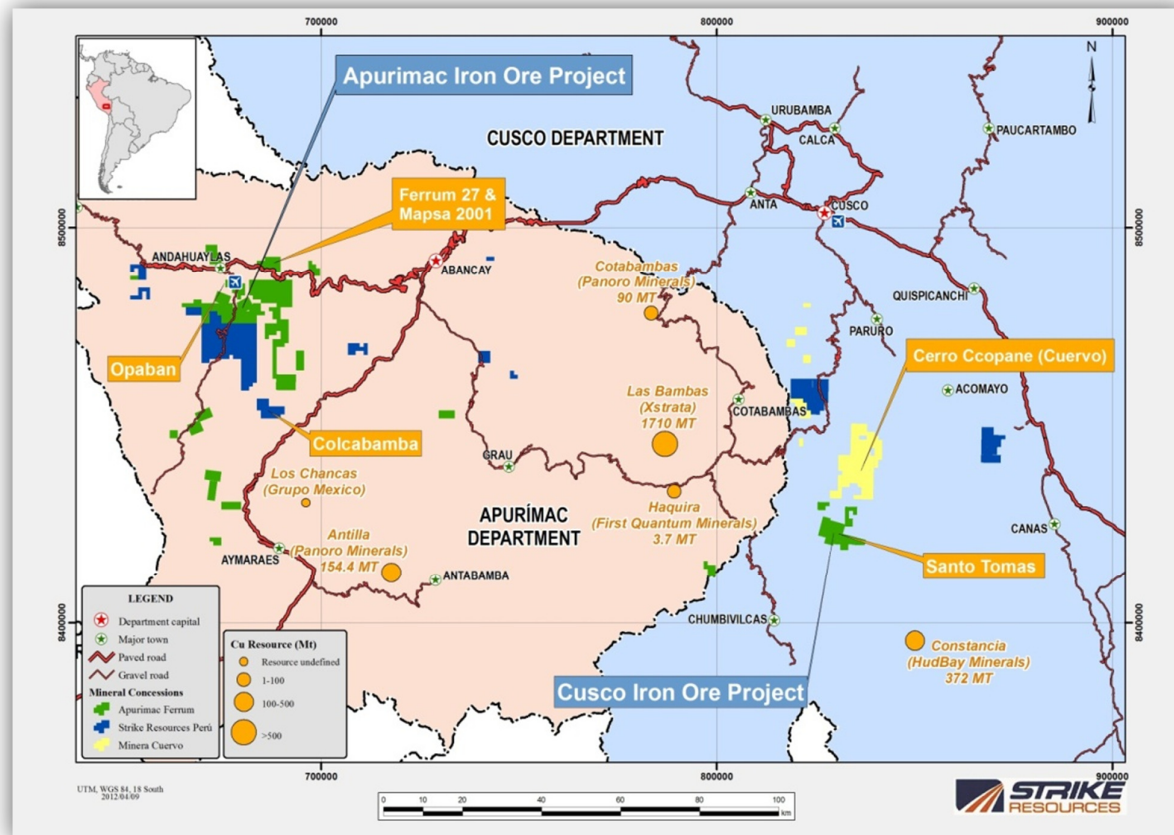 700000
800000
900000
Apurimac Iron Ore Project
CUSCO DEPARTMENT
N
URUBAMBA
CALCA
PAUCARTAMBO
Ferrum 27 &
Mapsa 2001
ANTA
CUSCO
8500000
8500000
ANDAHUAYLAS
ABANCAY
Cotabambas
(Panoro Minerals)
90 MT
QUISPICANCHI
PARURO
Opaban
Cerro Ccopane (Cuervo)
Las Bambas
(Xstrata)
1710 MT
ACOMAYO
COTABAMBAS
Colcabamba
GRAU
Los Chancas
(Grupo Mexico)
Haquira
(First Quantum Minerals)
3.7 MT
APURÍMAC
DEPARTMENT
CANAS
Antilla
(Panoro Minerals)
154.4 MT
AYMARAES
ANTABAMBA
Santo Tomas
8400000
8400000
CHUMBIVILCAS
Constancia
(HudBay Minerals)
372 MT
Cusco Iron Ore Project
LEGEND
Department capital
Major town
Paved road
Gravel road
Mineral Concessions
Apurimac Ferrum
Strike Resources Perú
Minera Cuervo
Cu Resource (Mt)
Resource undefined
1-100
100-500
>500
700000
800000
900000
UTM, WGS 84, 18 South
2012/04/09
0 10 20 40 60 80 100
km
STRIKE
RESOURCES